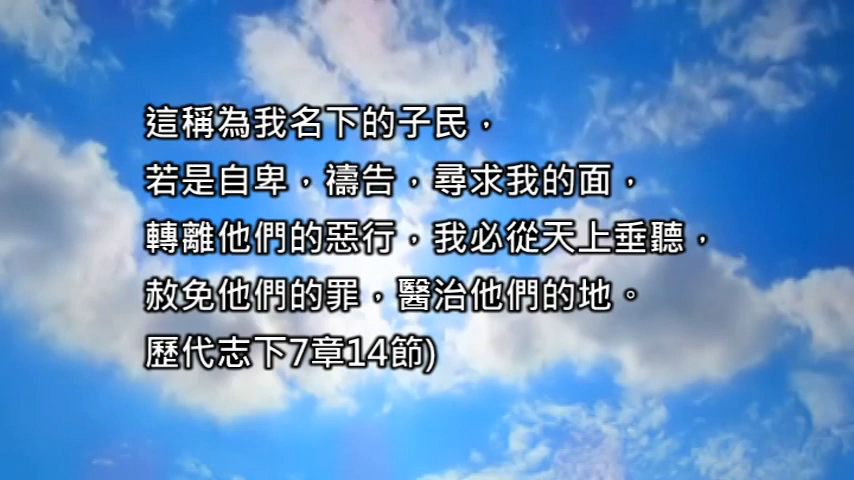 這稱為我名下的子民，
若是自卑，禱告，尋求我的面，
轉離他們的惡行，我必從天上垂聽，
赦免他們的罪，醫治他們的地。
歷代志下7章14節)